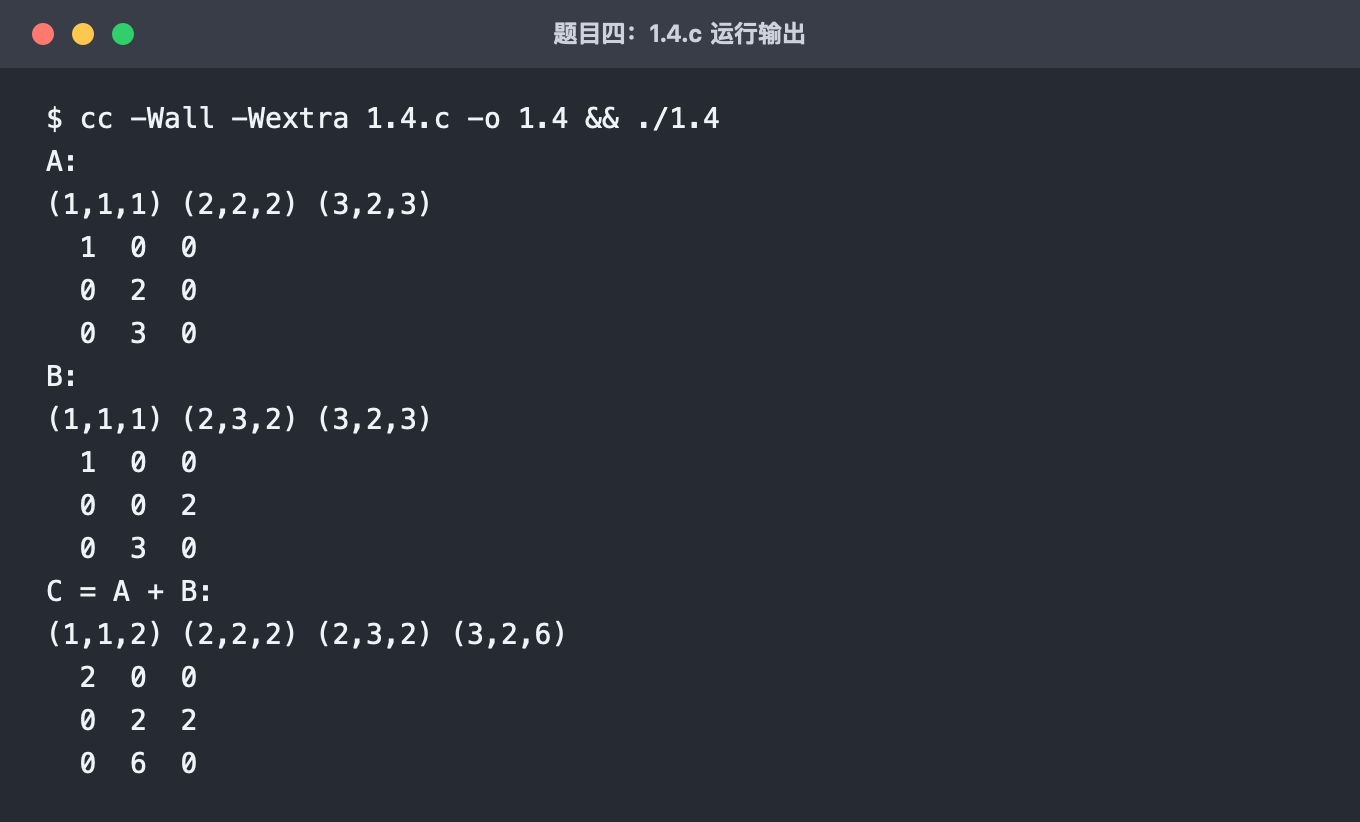 题目四：1.4.c 运行输出
$ cc -Wall -Wextra 1.4.c -o 1.4 && ./1.4
A:
(1,1,1) (2,2,2) (3,2,3)
  1  0  0
  0  2  0
  0  3  0
B:
(1,1,1) (2,3,2) (3,2,3)
  1  0  0
  0  0  2
  0  3  0
C = A + B:
(1,1,2) (2,2,2) (2,3,2) (3,2,6)
  2  0  0
  0  2  2
  0  6  0